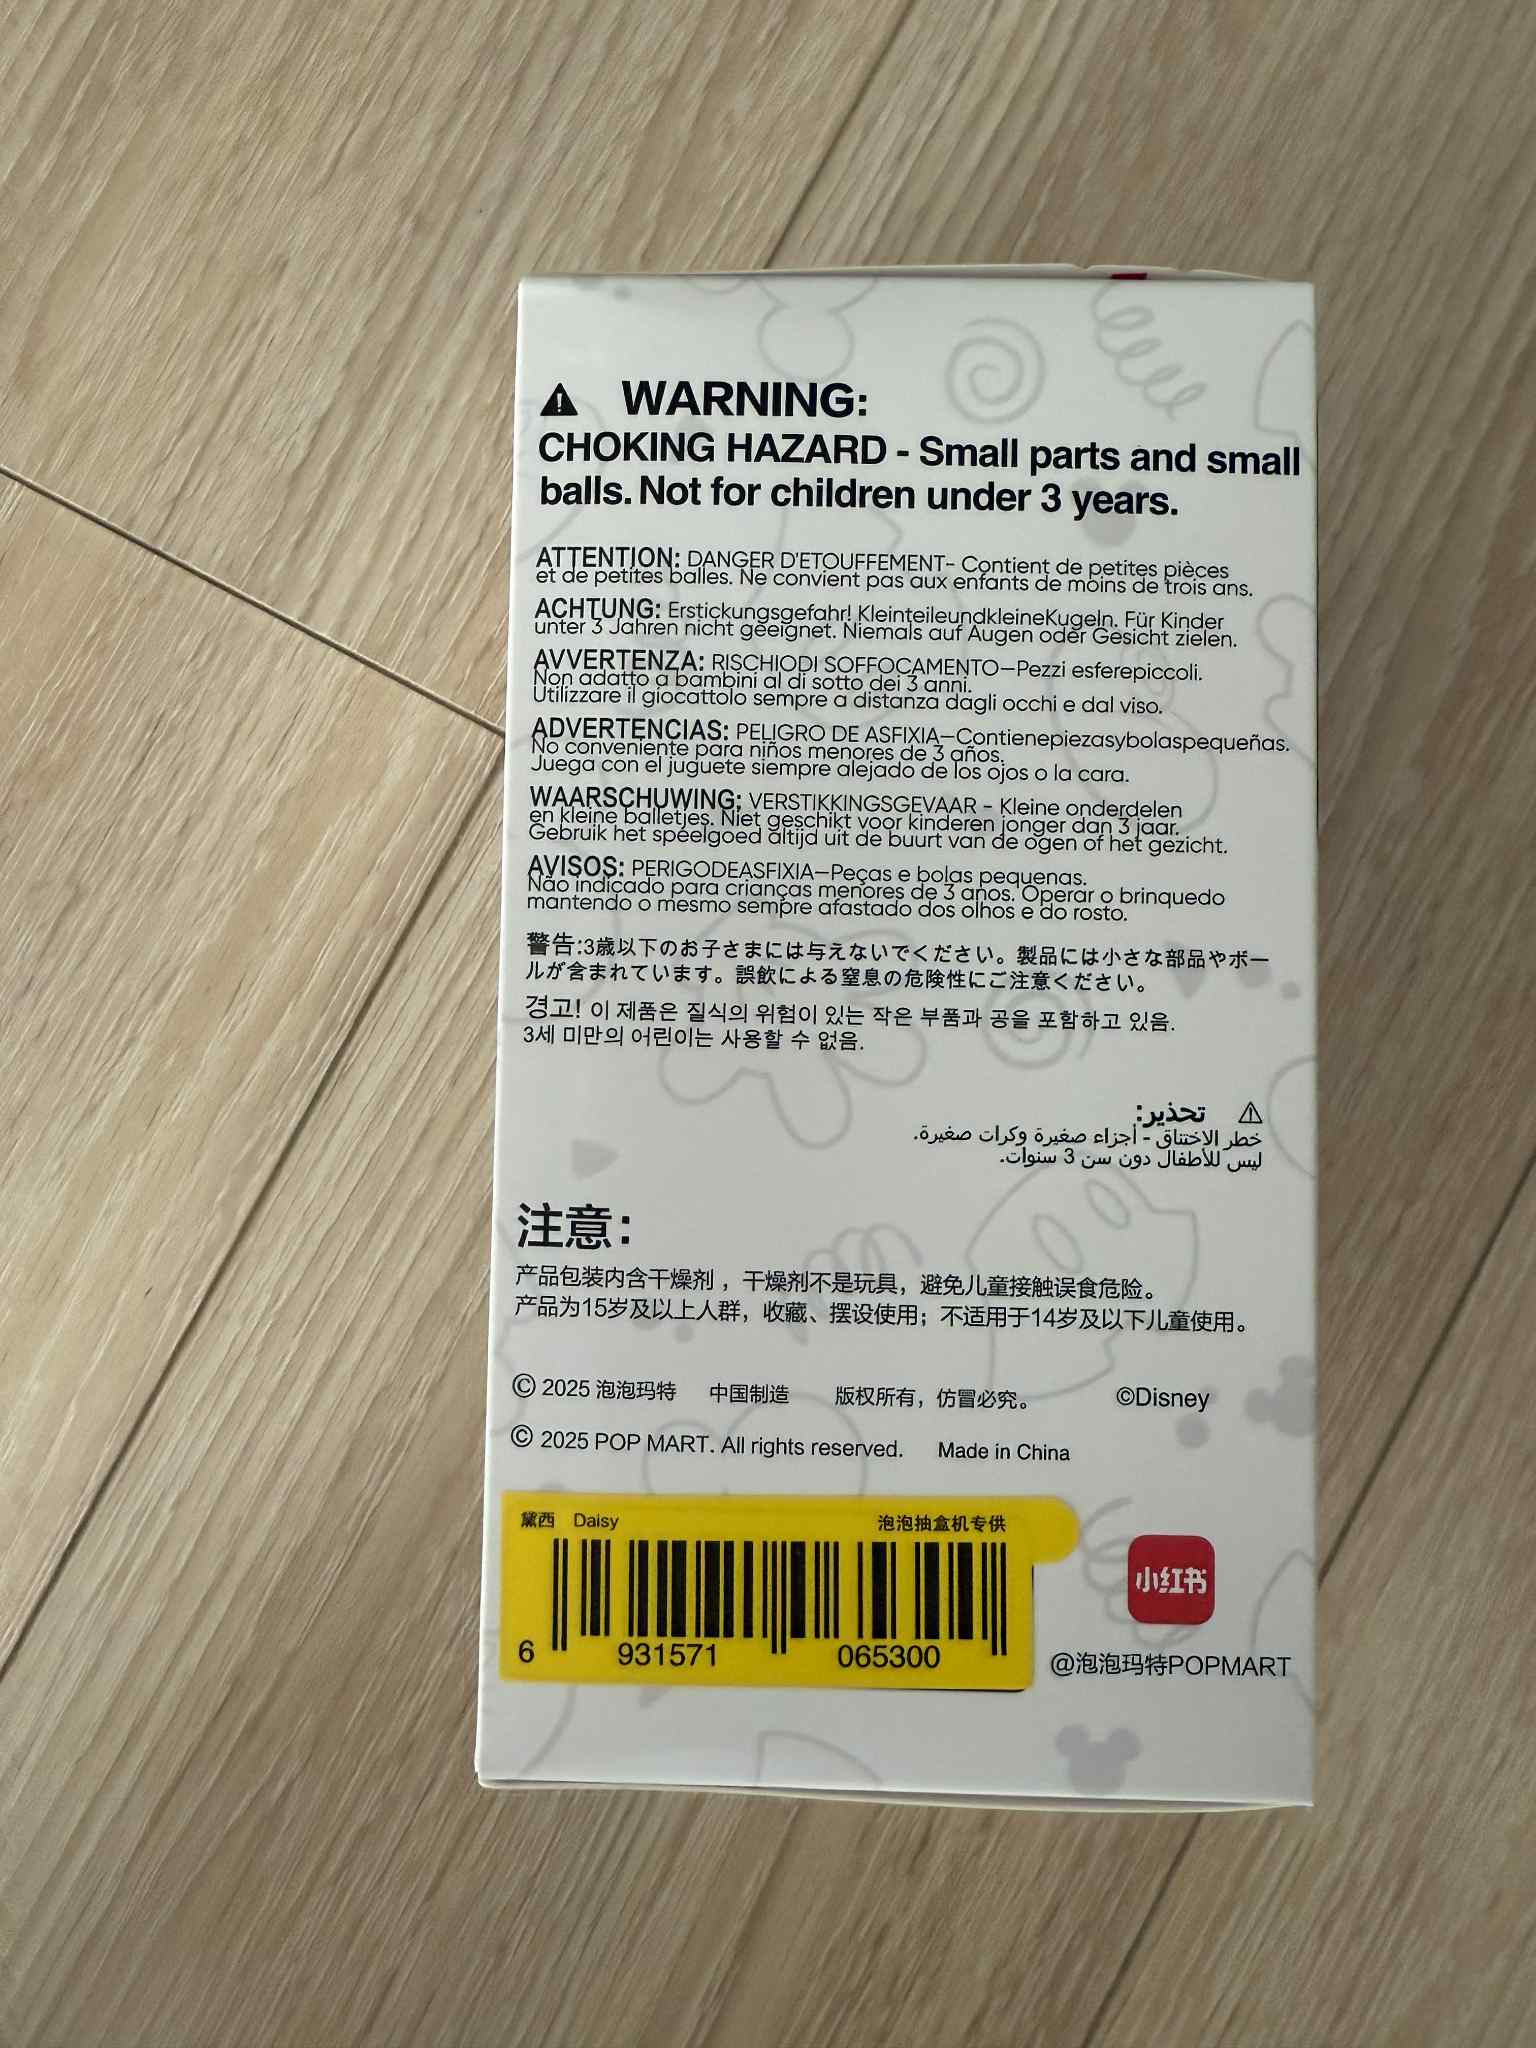 WARNING:
CHOKING HAZARD - Small parts and small
balls. Not for children under 3 years.
ATTENTION: DANGER D'ETOUFFEMENT- Contient de petites pièces
et de petites balles. Ne convient pas aux enfants de moins de trois ans.
ACHTUNG: Erstickungsgefahr! KleinteileundkleineKugeln. Für Kinder
unter 3 Jahren nicht geeignet. Niemals auf Augen oder Gesicht zielen.
AVVERTENZA: RISCHIODI SOFFOCAMENTO—Pezzi esferepiccoli.
Non adatto a bambini al di sotto dei 3 anni.
Utilizzare il giocattolo sempre a distanza dagli occhi e dal viso.
ADVERTENCIAS: PELIGRO DE ASFIXIA—Contienepiezasybolaspequeñas.
No conveniente para niños menores de 3 años.
Juega con el juguete siempre alejado de los ojos o la cara.
WAARSCHUWING: VERSTIKKINGSGEVAAR - Kleine onderdelen
en kleine balletjes. Niet geschikt voor kinderen jonger dan 3 jaar.
Gebruik het speelgoed altijd uit de buurt van de ogen of het gezicht.
AVISOS: PERIGODEASFIXIA—Peças e bolas pequenas.
Não indicado para crianças menores de 3 anos. Operar o brinquedo
mantendo o mesmo sempre afastado dos olhos e do rosto.
警告:3歳以下のお子さまには与えないでください。製品には小さな部品やボー
ルが含まれています。誤飲による窒息の危険性にご注意ください。
경고! 이 제품은 질식의 위험이 있는 작은 부품과 공을 포함하고 있음.
3세 미만의 어린이는 사용할 수 없음.
تحذير:
خطر الاختناق - أجزاء صغيرة وكرات صغيرة.
ليس للأطفال دون سن 3 سنوات.
注意：
产品包装内含干燥剂，干燥剂不是玩具，避免儿童接触误食危险。
产品为15岁及以上人群，收藏、摆设使用；不适用于14岁及以下儿童使用。
© 2025 泡泡玛特 中国制造 版权所有，仿冒必究。 ©Disney
© 2025 POP MART. All rights reserved. Made in China
黛西 Daisy 泡泡抽盒机专供
6 931571 065300
小红书
@泡泡玛特POPMART